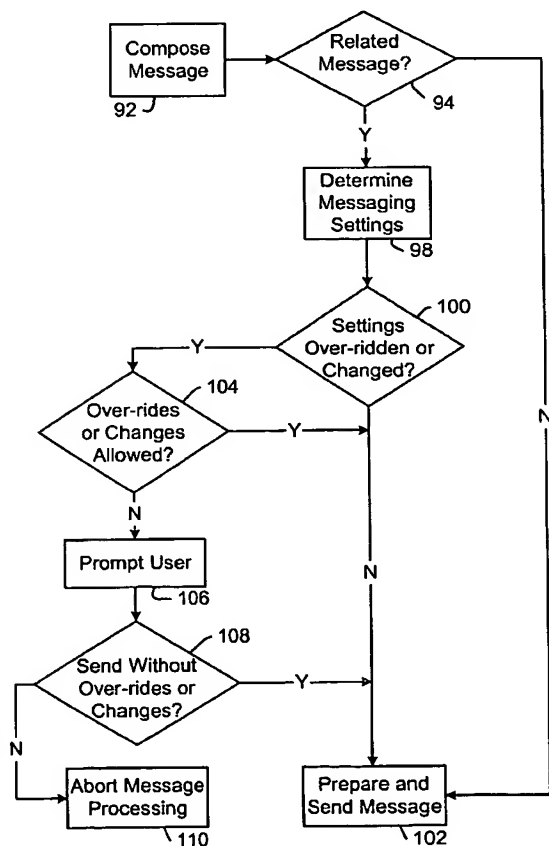 Compose
Message
92
Related
Message?
94
Y
Determine
Messaging
Settings
98
100
Settings
Over-ridden or
Changed?
Y
104
Over-rides
or Changes
Allowed?
Y
N
N
Prompt User
106
N
108
Send Without
Over-rides or
Changes?
Y
N
Abort Message
Processing
110
Prepare and
Send Message
102